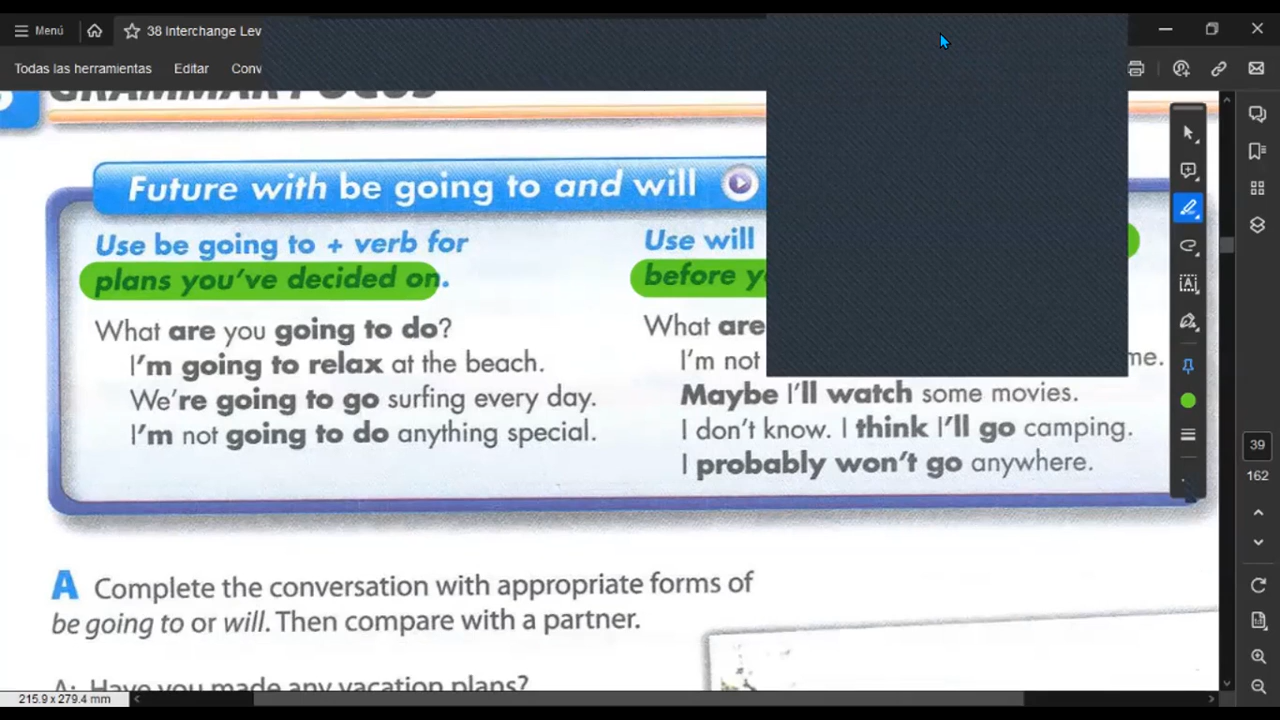 Menú
38 Interchange Lev
Todas las herramientas Editar Conv
GRAMMAR FOCUS
Future with be going to and will
Use be going to + verb for
plans you've decided on.
What are you going to do?
I'm going to relax at the beach.
We're going to go surfing every day.
I'm not going to do anything special.
Use will
before y
What are
I'm not me.
Maybe I'll watch some movies.
I don't know. I think I'll go camping.
I probably won't go anywhere.
A Complete the conversation with appropriate forms of
be going to or will. Then compare with a partner.
A: Have you made any vacation plans?
215.9 x 279.4 mm
39
162